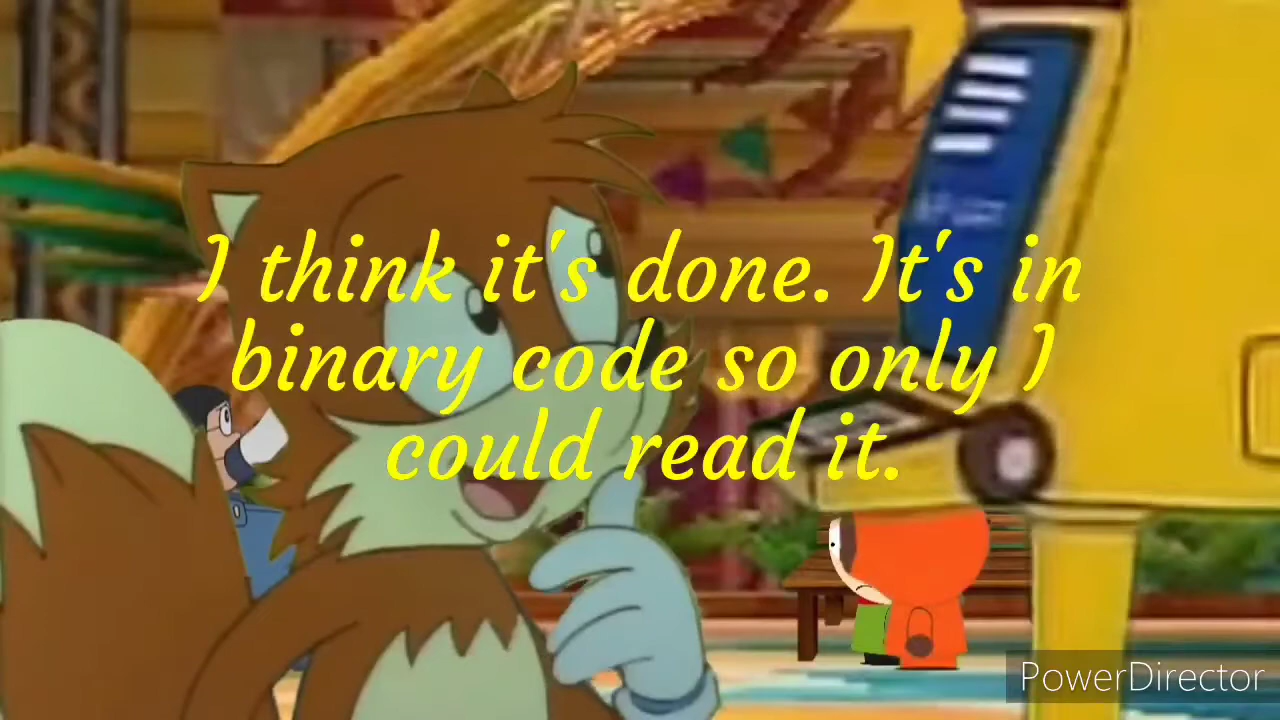 I think it's done. It's in
binary code so only I
could read it.
PowerDirector